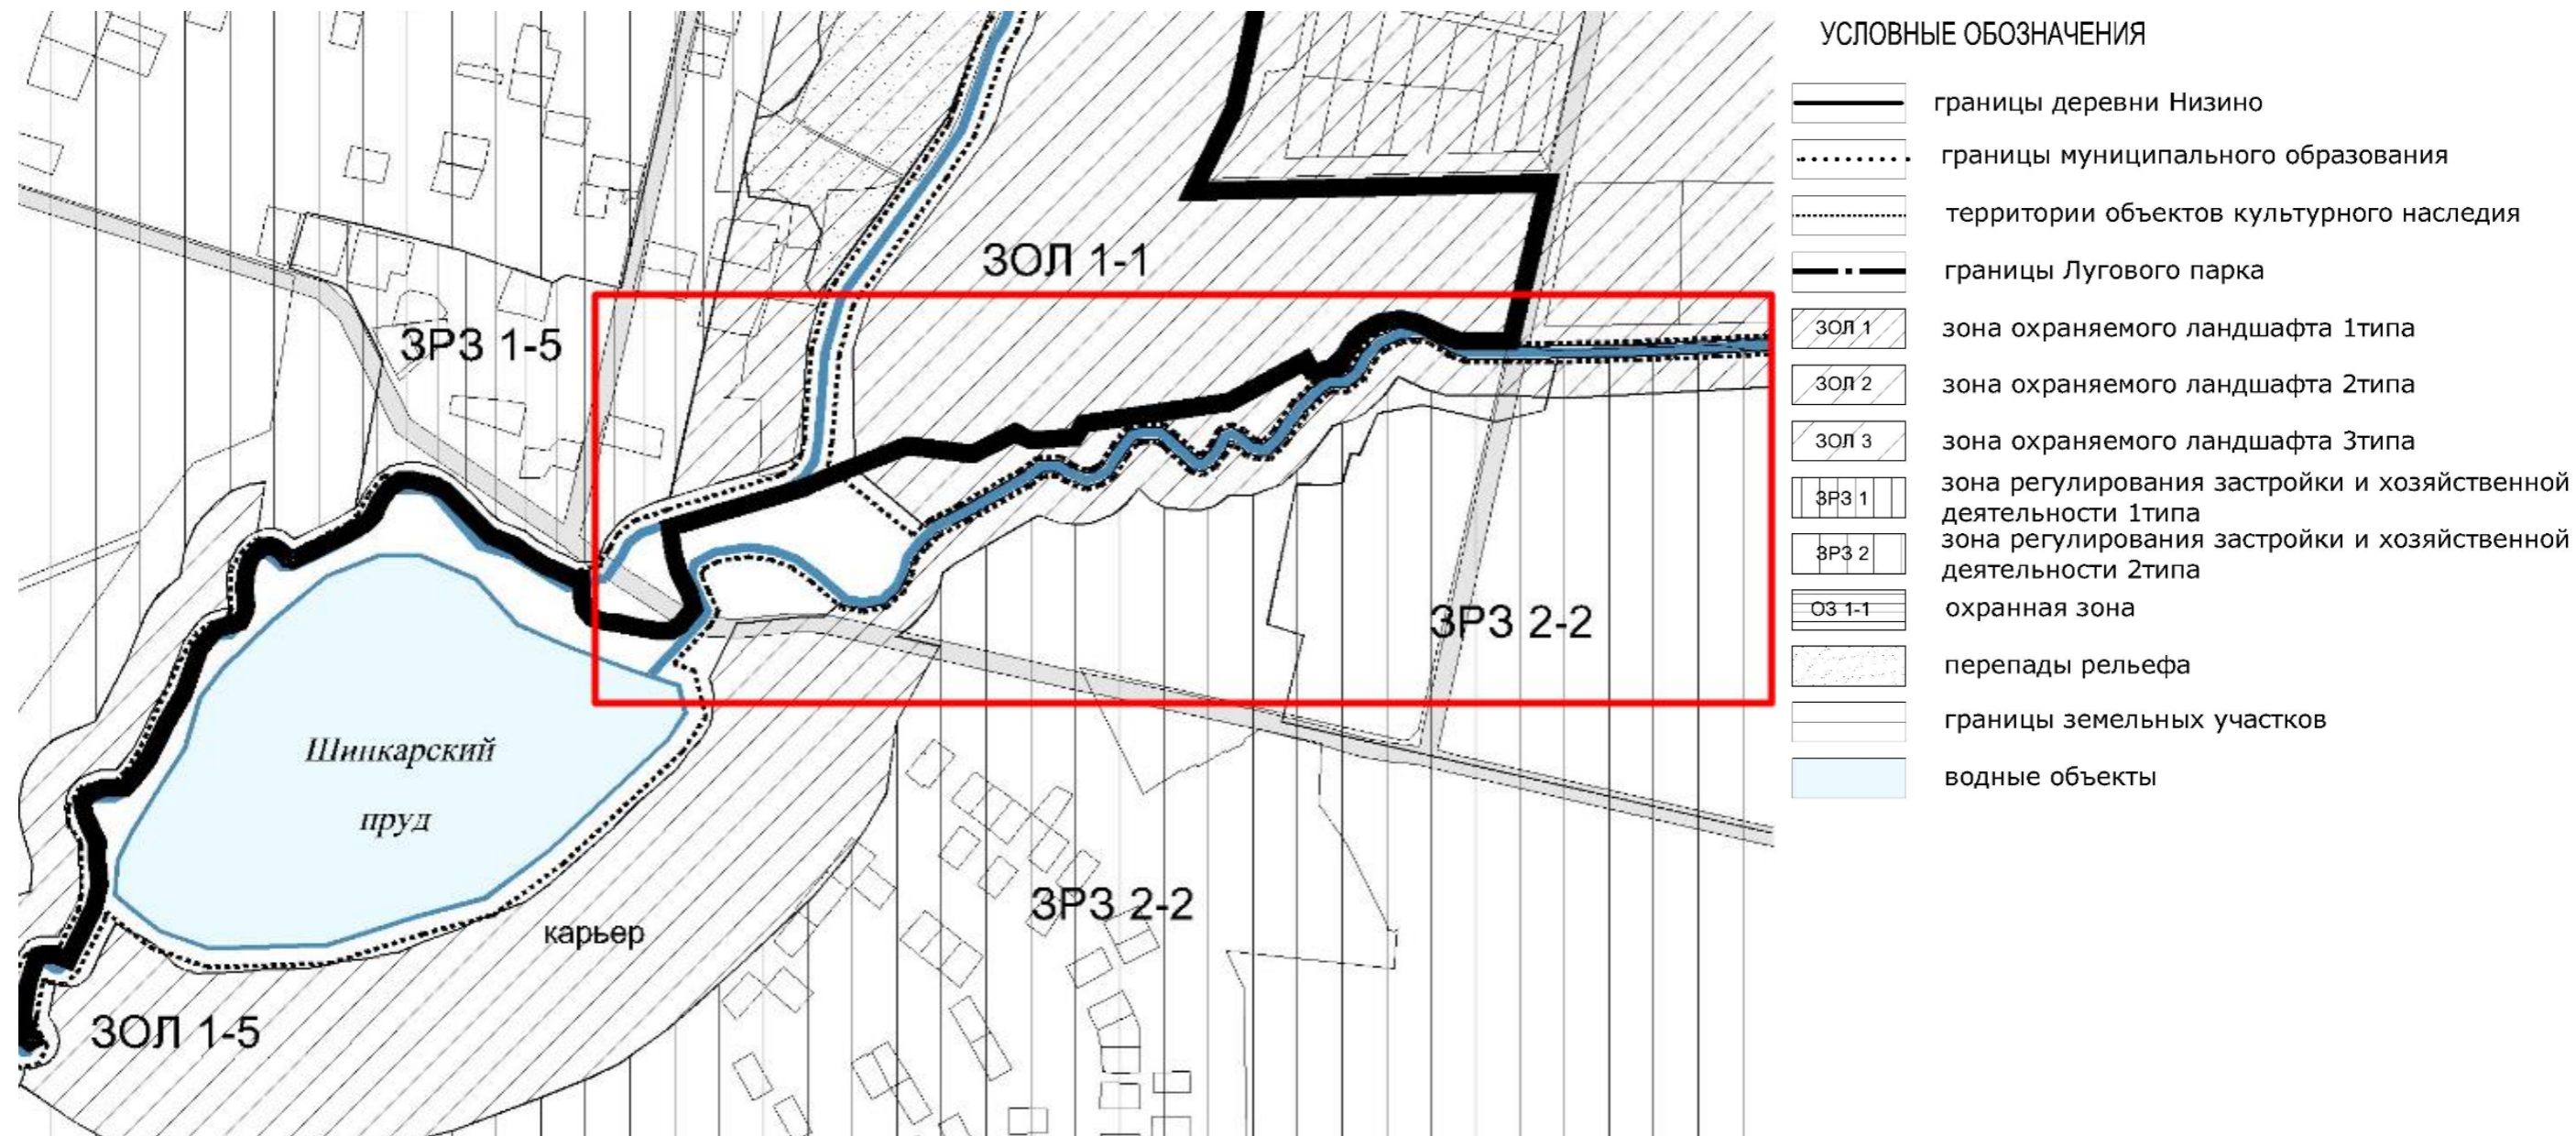 ЗОЛ 1-1
ЗРЗ 1-5
ЗРЗ 2-2
Шинкарский
пруд
ЗРЗ 2-2
карьер
ЗОЛ 1-5
УСЛОВНЫЕ ОБОЗНАЧЕНИЯ
границы деревни Низино
границы муниципального образования
территории объектов культурного наследия
границы Лугового парка
ЗОЛ 1 зона охраняемого ландшафта 1типа
ЗОЛ 2 зона охраняемого ландшафта 2типа
ЗОЛ 3 зона охраняемого ландшафта 3типа
ЗРЗ 1 зона регулирования застройки и хозяйственной
деятельности 1типа
ЗРЗ 2 зона регулирования застройки и хозяйственной
деятельности 2типа
ОЗ 1-1 охранная зона
перепады рельефа
границы земельных участков
водные объекты